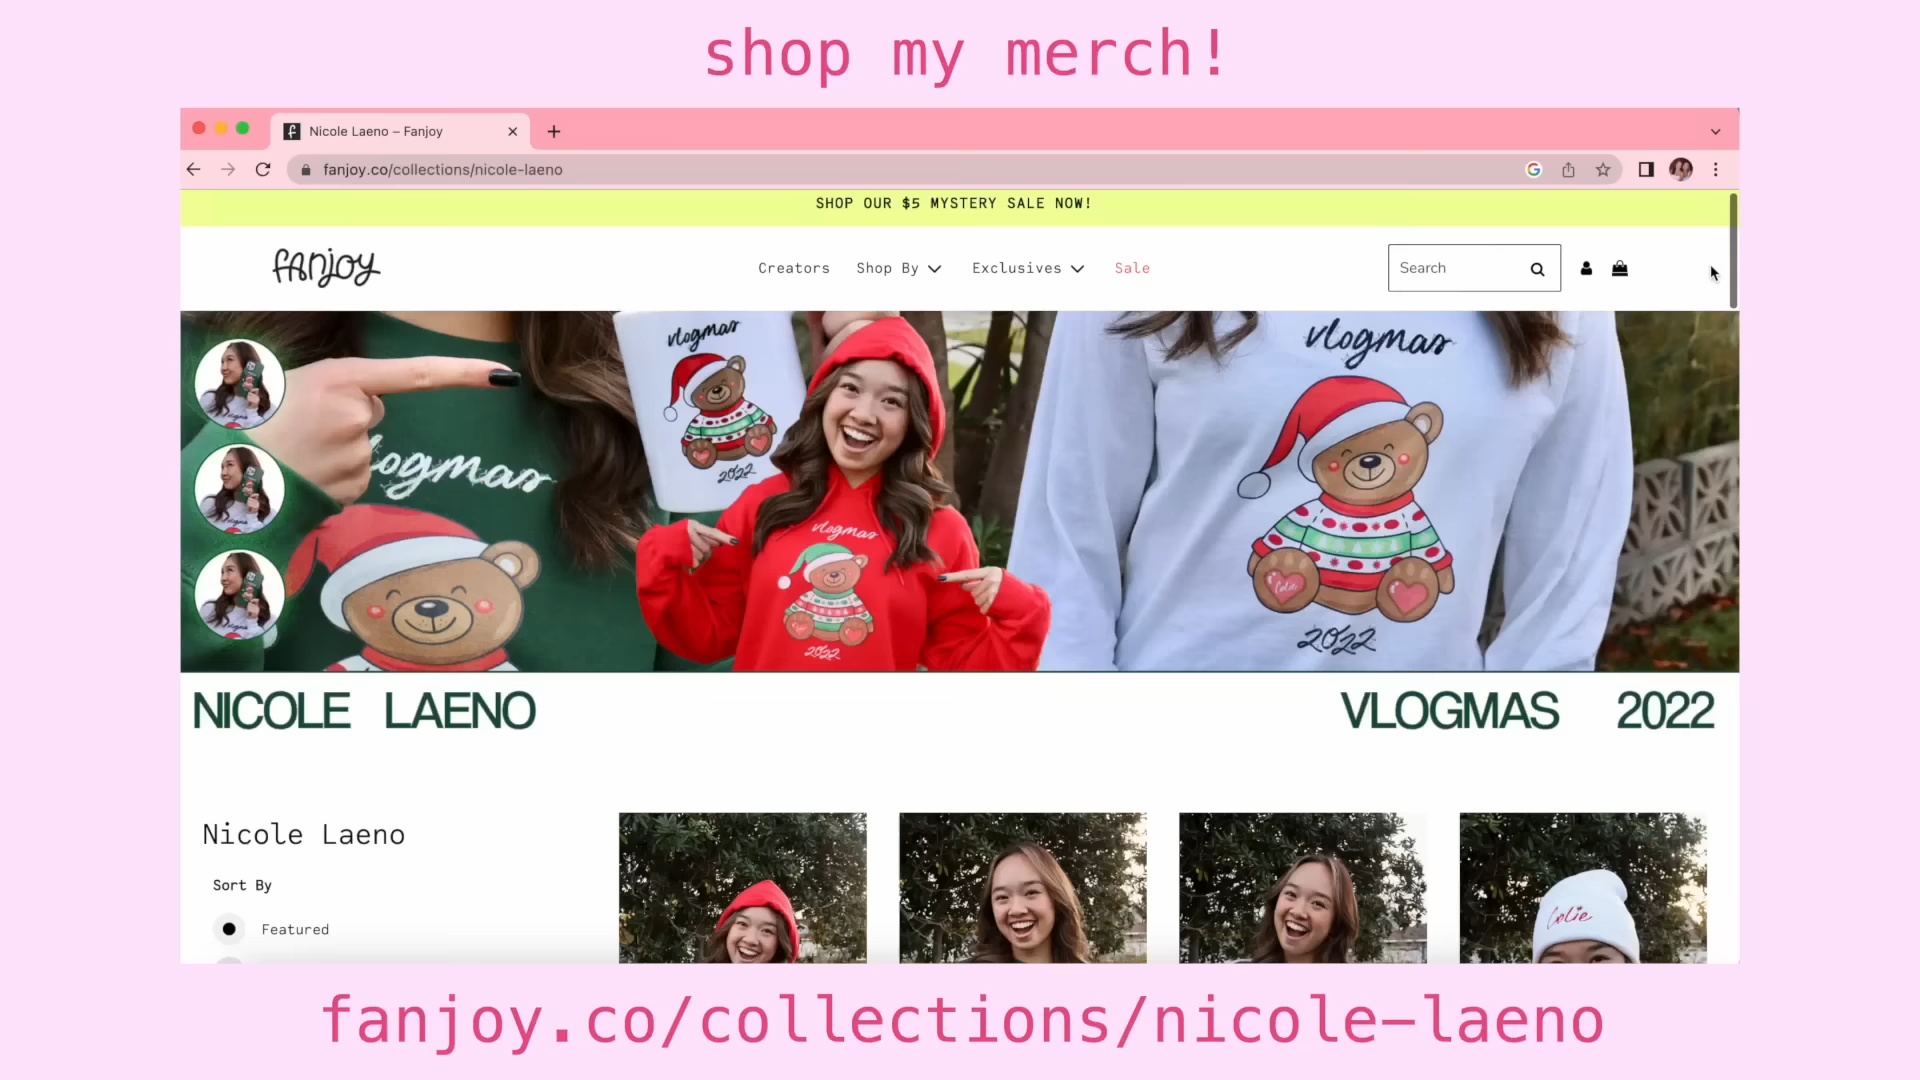 shop my merch!
Nicole Laeno – Fanjoy
fanjoy.co/collections/nicole-laeno
SHOP OUR $5 MYSTERY SALE NOW!
fanjoy
Creators
Shop By
Exclusives
Sale
Search
vlogmas
2022
vlogmas
vlogmas
2022
vlogmas
2022
NICOLE LAENO
VLOGMAS 2022
Nicole Laeno
Sort By
Featured
fanjoy.co/collections/nicole-laeno